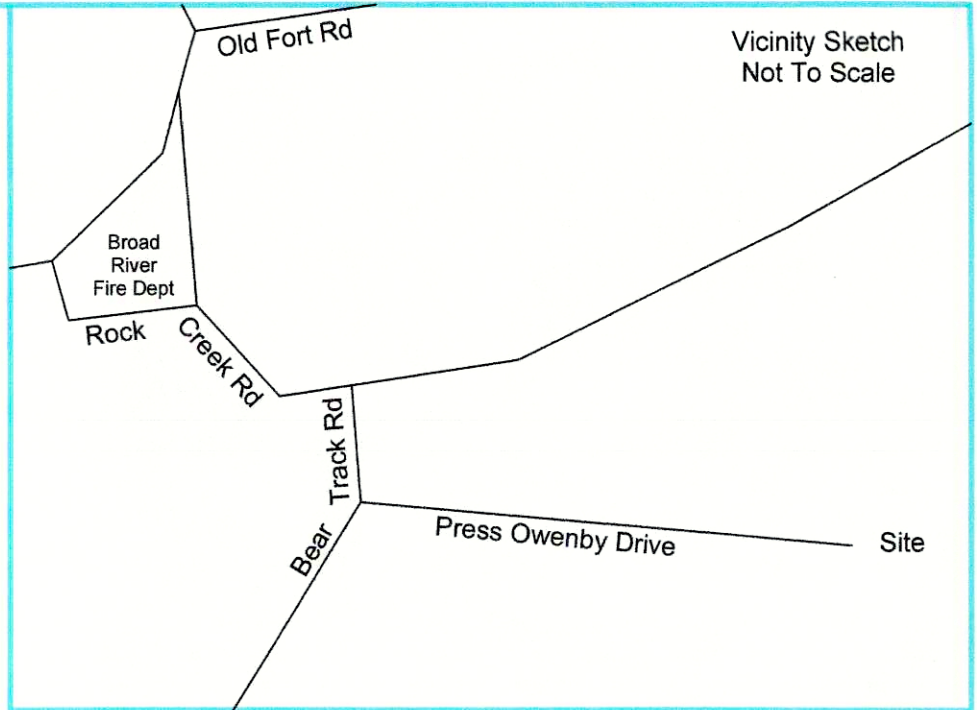 Old Fort Rd
Vicinity Sketch
Not To Scale
Broad
River
Fire Dept
Rock
Creek Rd
Track Rd
Bear
Press Owenby Drive
Site